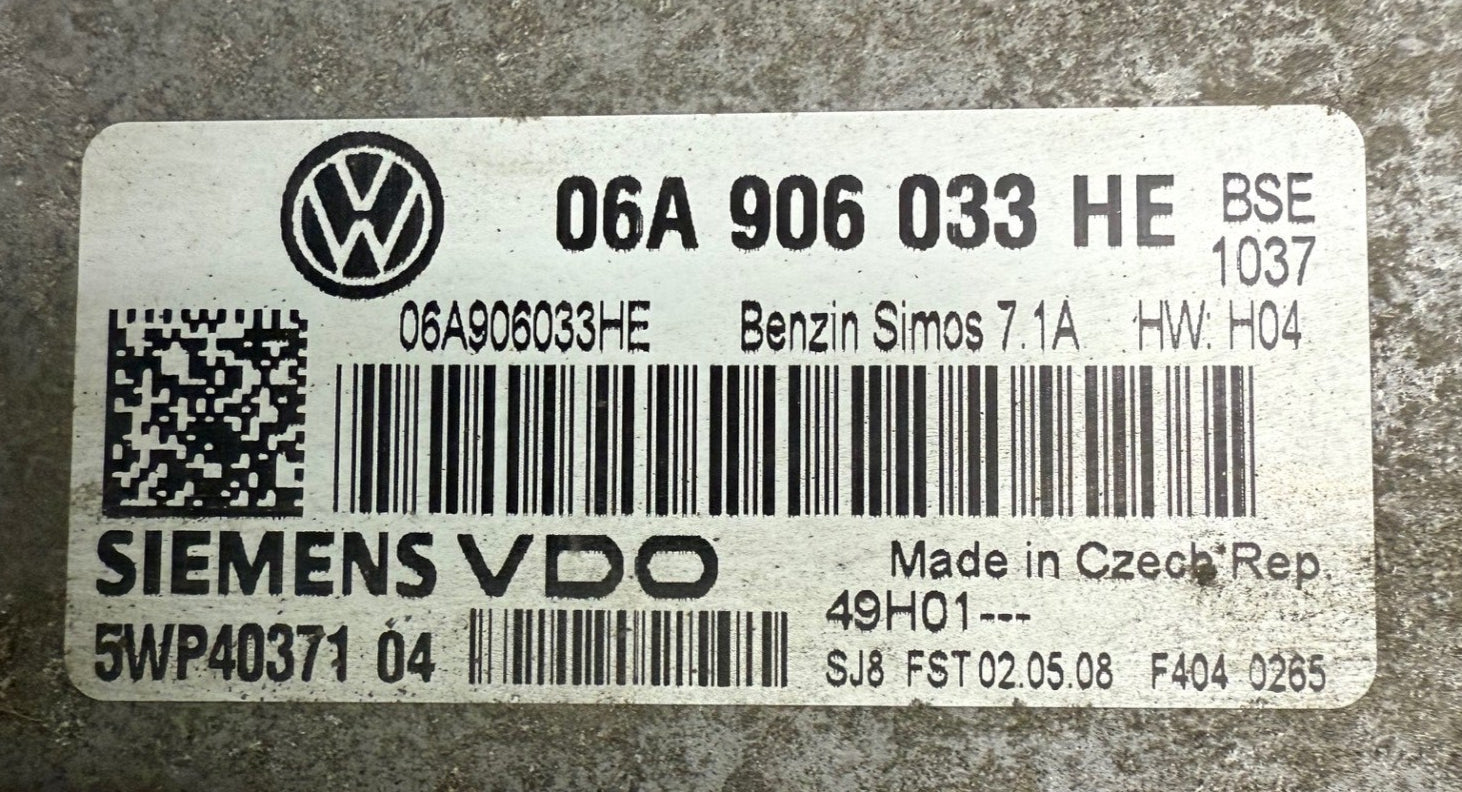 06A 906 033 HE BSE
1037
06A906033HE Benzin Simos 7.1A HW: H04
SIEMENS VDO
Made in Czech Rep.
49H01---
5WP40371 04
SJ8 FST 02.05.08 F404 0265